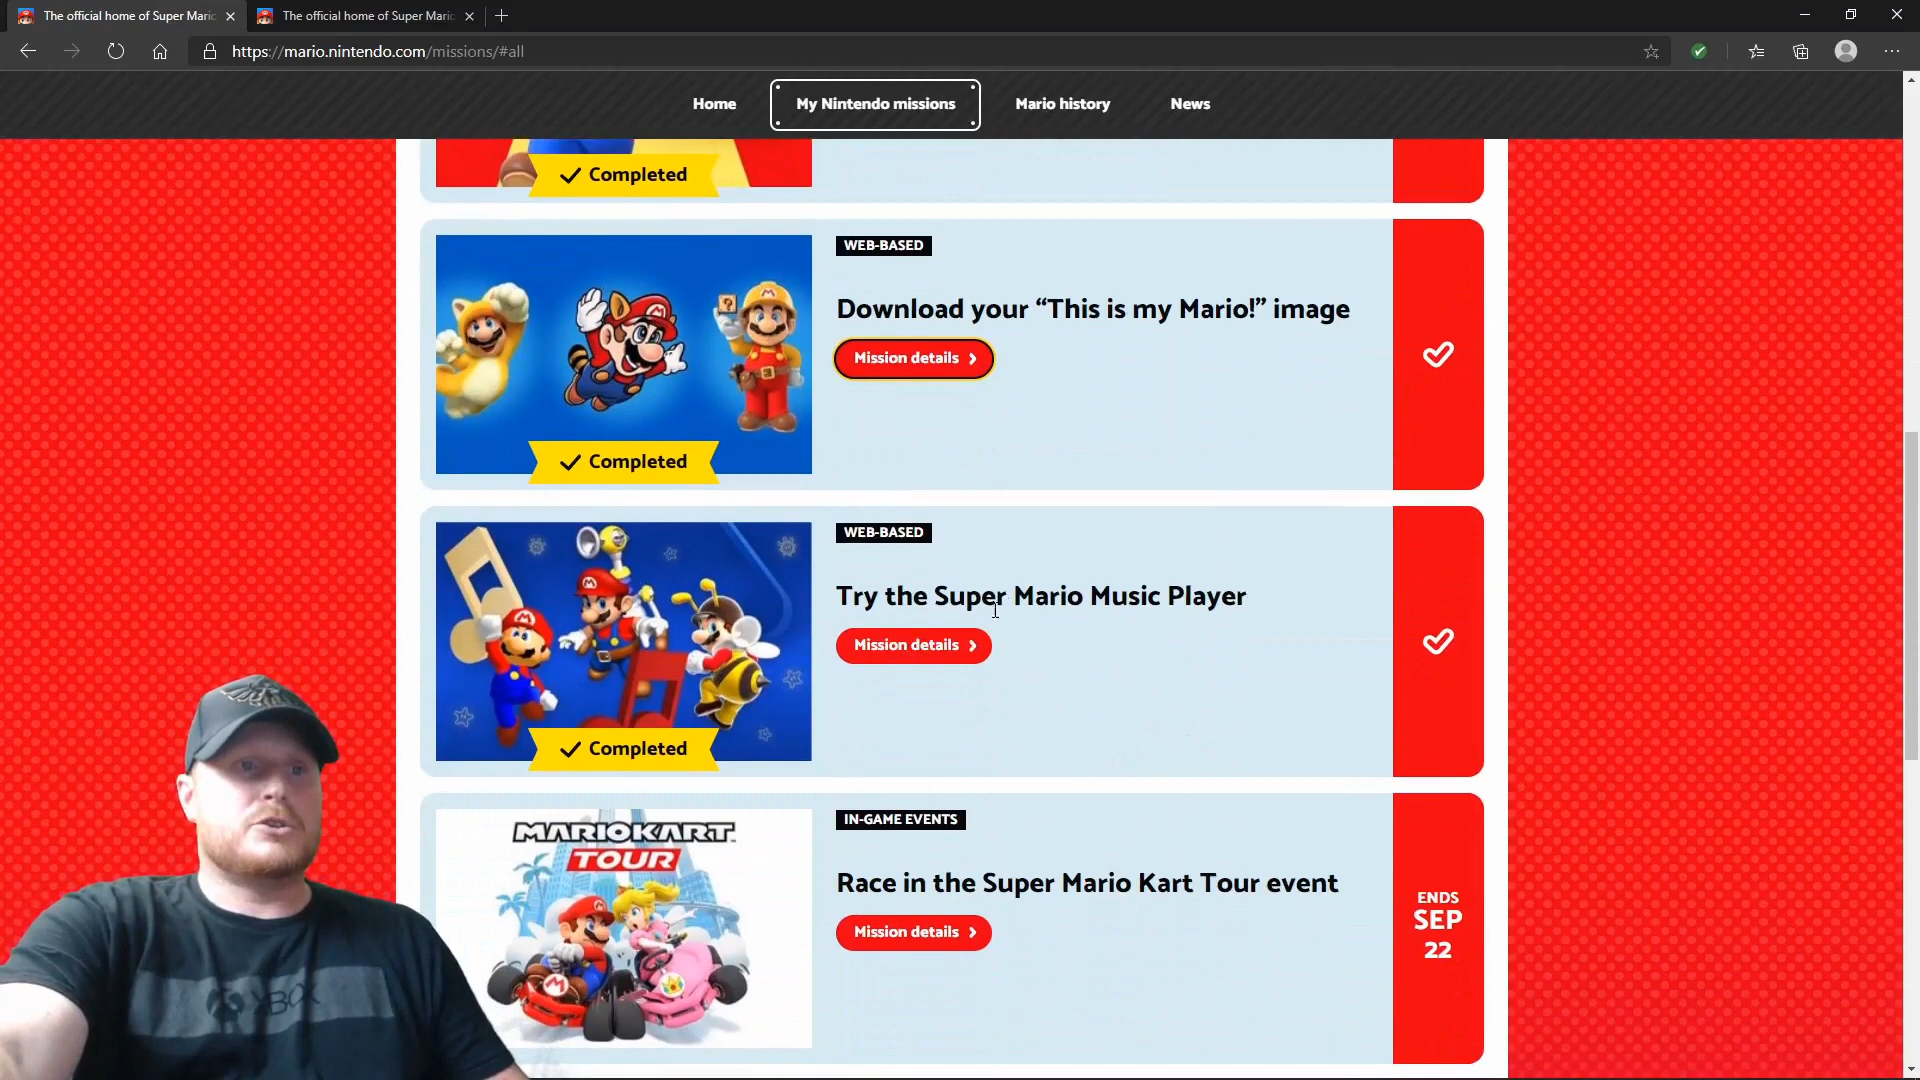 The official home of Super Mario
The official home of Super Mario
https://mario.nintendo.com/missions/#all
Home
My Nintendo missions
Mario history
News
Completed
WEB-BASED
Download your “This is my Mario!” image
Mission details
Completed
WEB-BASED
Try the Super Mario Music Player
Mission details
Completed
IN-GAME EVENTS
MARIOKART
TOUR
Race in the Super Mario Kart Tour event
Mission details
ENDS
SEP
22
XBOX